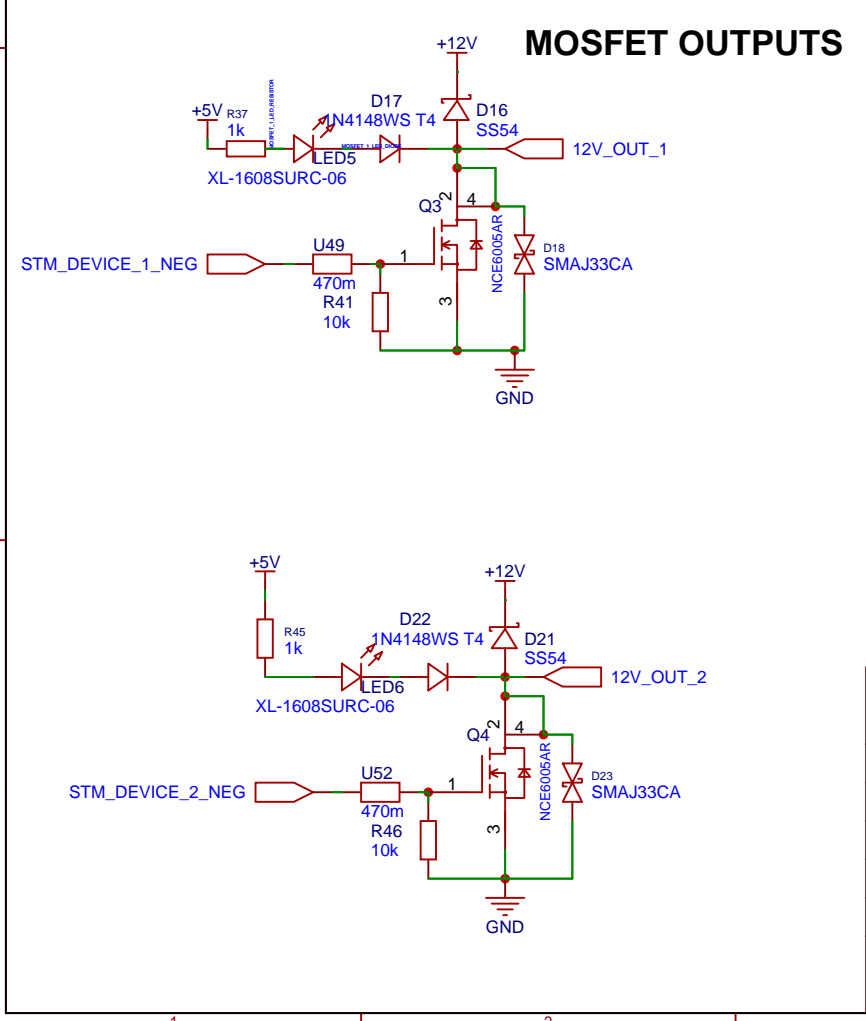 MOSFET OUTPUTS
+12V
+5V
R37
1k
MOSFET_1_LED_RESISTOR
D17
1N4148WS T4
D16
SS54
MOSFET_1_LED_DIODE
LED5
XL-1608SURC-06
12V_OUT_1
2
4
Q3
NCE6005AR
D18
SMAJ33CA
STM_DEVICE_1_NEG
U49
470m
1
R41
10k
3
GND
+5V
+12V
R45
1k
D22
1N4148WS T4
D21
SS54
LED6
XL-1608SURC-06
12V_OUT_2
2
4
Q4
NCE6005AR
D23
SMAJ33CA
STM_DEVICE_2_NEG
U52
470m
1
R46
10k
3
GND